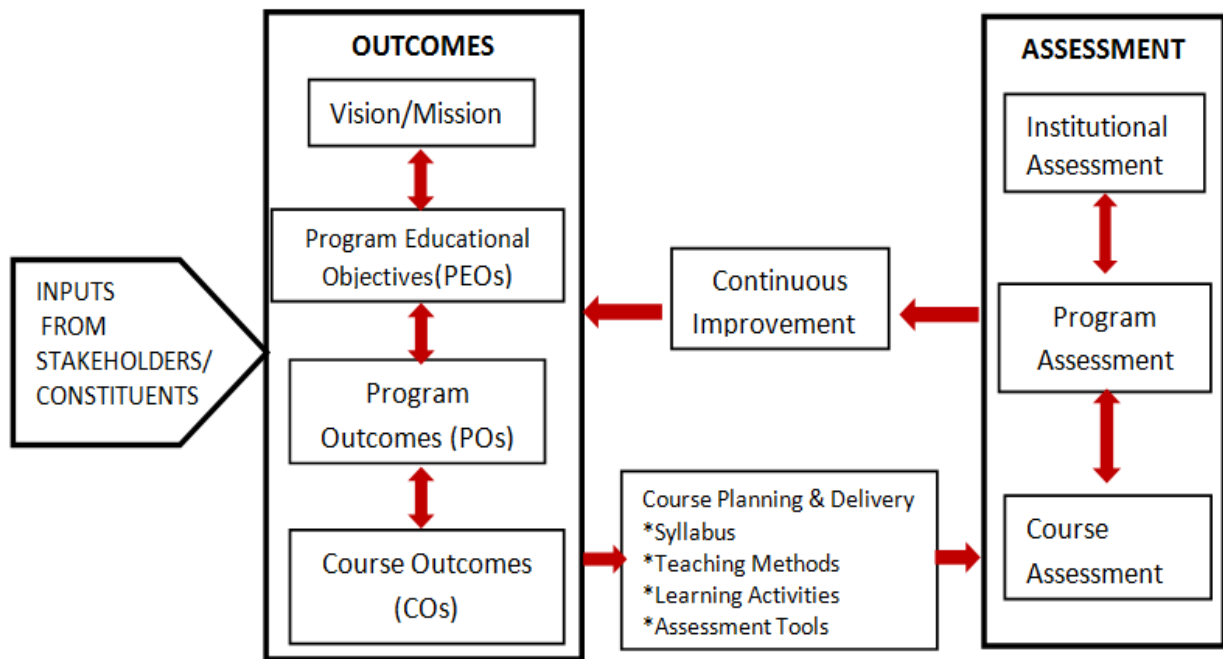 OUTCOMES
Vision/Mission
Program Educational
Objectives(PEOs)
Program
Outcomes (POs)
Course Outcomes
(COs)
INPUTS
FROM
STAKEHOLDERS/
CONSTITUENTS
Continuous
Improvement
Course Planning & Delivery
*Syllabus
*Teaching Methods
*Learning Activities
*Assessment Tools
ASSESSMENT
Institutional
Assessment
Program
Assessment
Course
Assessment